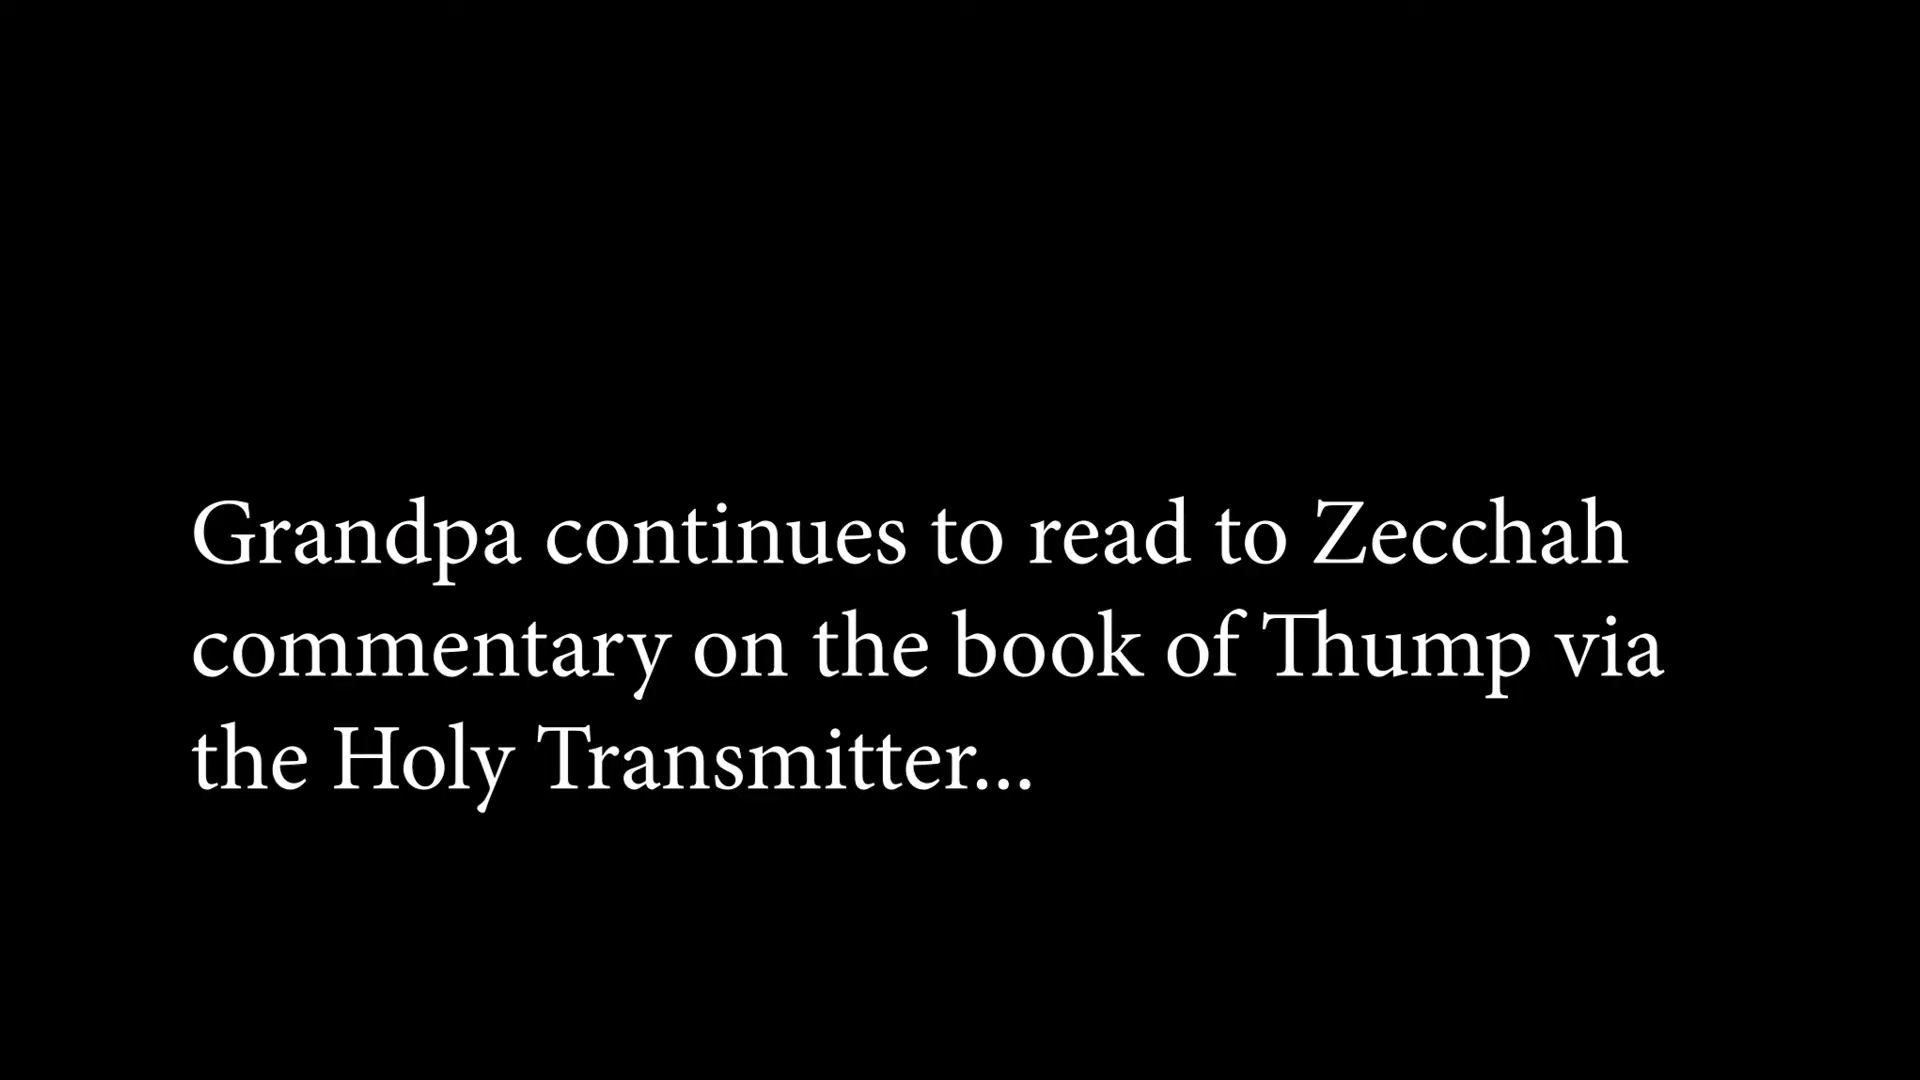 Grandpa continues to read to Zecchah
commentary on the book of Thump via
the Holy Transmitter...